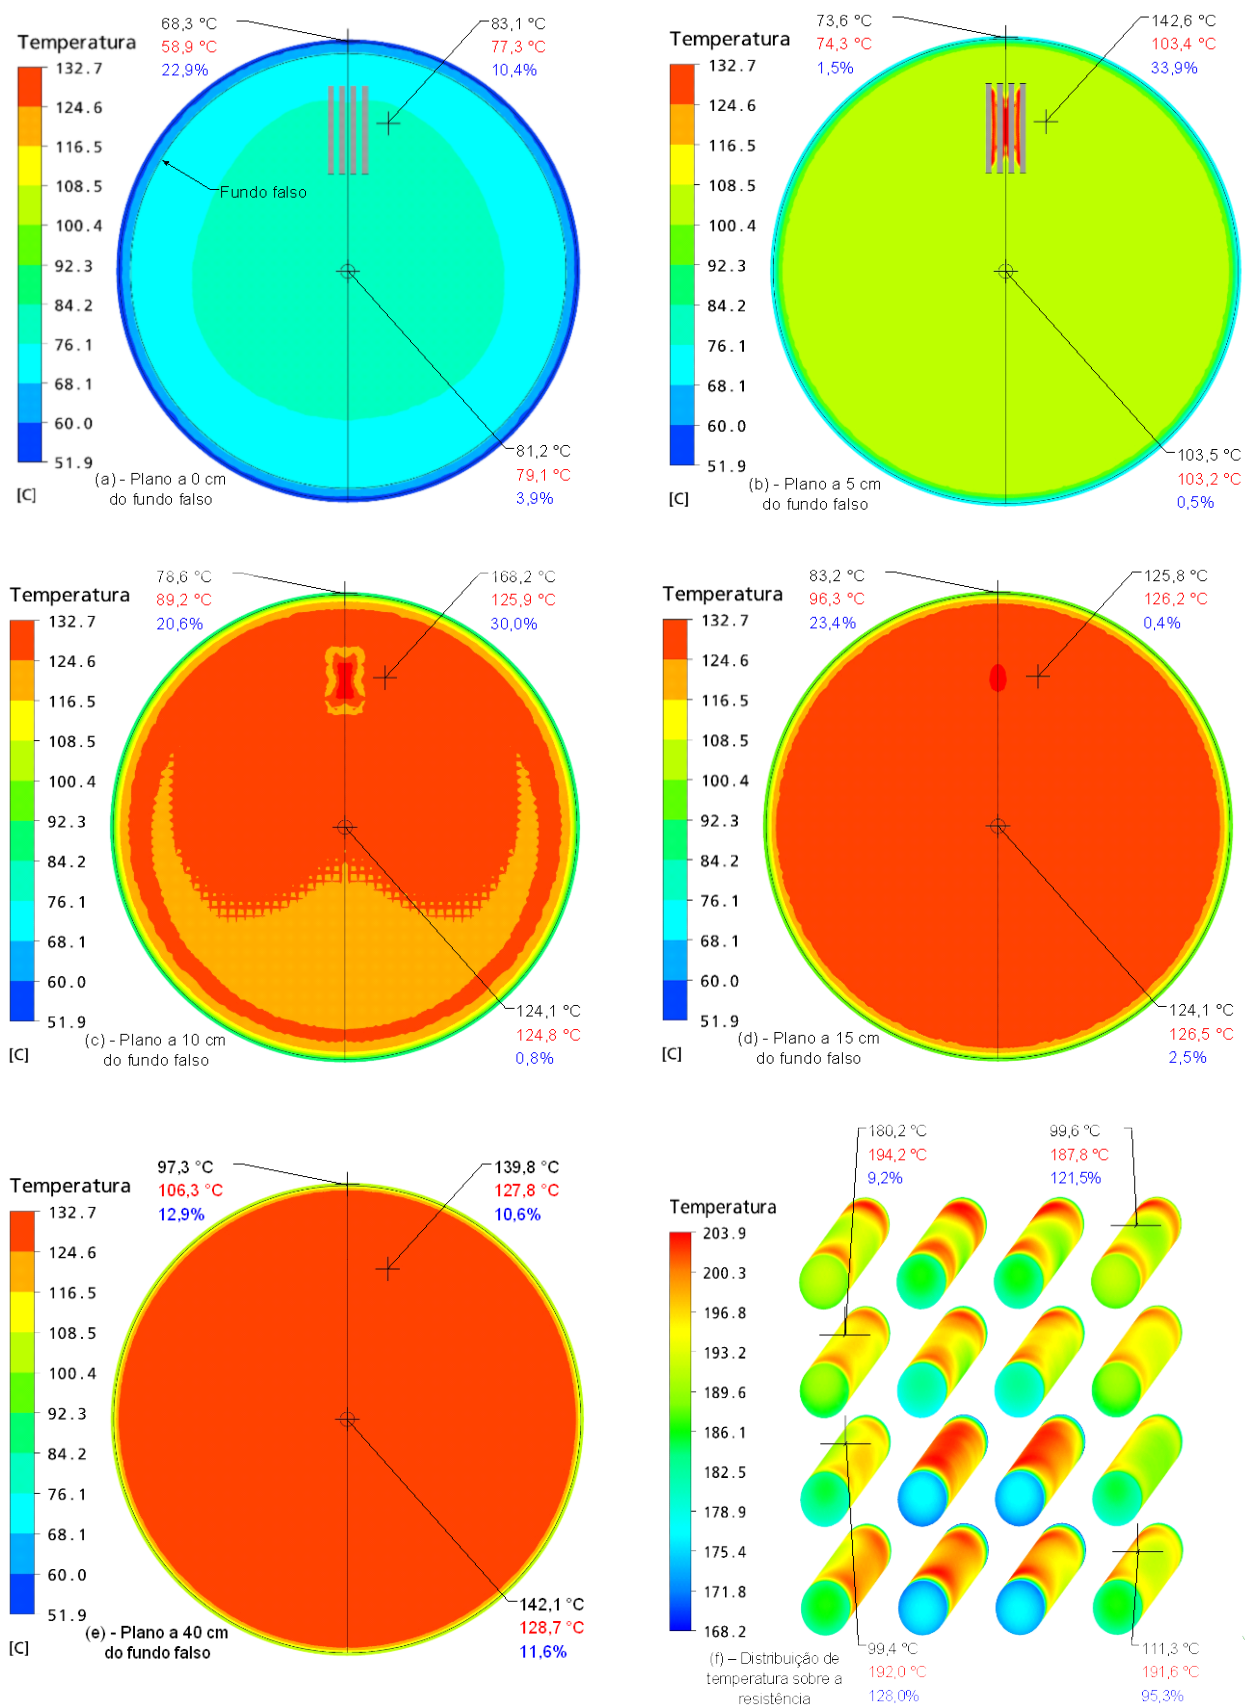 68,3 °C
58,9 °C
22,9%
83,1 °C
77,3 °C
10,4%
Temperatura
132.7
124.6
116.5
108.5
100.4
92.3
84.2
76.1
68.1
60.0
51.9
[C]
Fundo falso
81,2 °C
79,1 °C
3,9%
(a) - Plano a 0 cm
do fundo falso
73,6 °C
74,3 °C
1,5%
142,6 °C
103,4 °C
33,9%
Temperatura
132.7
124.6
116.5
108.5
100.4
92.3
84.2
76.1
68.1
60.0
51.9
[C]
103,5 °C
103,2 °C
0,5%
(b) - Plano a 5 cm
do fundo falso
78,6 °C
89,2 °C
20,6%
168,2 °C
125,9 °C
30,0%
Temperatura
132.7
124.6
116.5
108.5
100.4
92.3
84.2
76.1
68.1
60.0
51.9
[C]
124,1 °C
124,8 °C
0,8%
(c) - Plano a 10 cm
do fundo falso
83,2 °C
96,3 °C
23,4%
125,8 °C
126,2 °C
0,4%
Temperatura
132.7
124.6
116.5
108.5
100.4
92.3
84.2
76.1
68.1
60.0
51.9
[C]
124,1 °C
126,5 °C
2,5%
(d) - Plano a 15 cm
do fundo falso
97,3 °C
106,3 °C
12,9%
139,8 °C
127,8 °C
10,6%
Temperatura
132.7
124.6
116.5
108.5
100.4
92.3
84.2
76.1
68.1
60.0
51.9
[C]
142,1 °C
128,7 °C
11,6%
(e) - Plano a 40 cm
do fundo falso
180,2 °C
194,2 °C
9,2%
99,6 °C
187,8 °C
121,5%
Temperatura
203.9
200.3
196.8
193.2
189.6
186.1
182.5
178.9
175.4
171.8
168.2
99,4 °C
192,0 °C
128,0%
111,3 °C
191,6 °C
95,3%
(f) – Distribuição de
temperatura sobre a
resistência